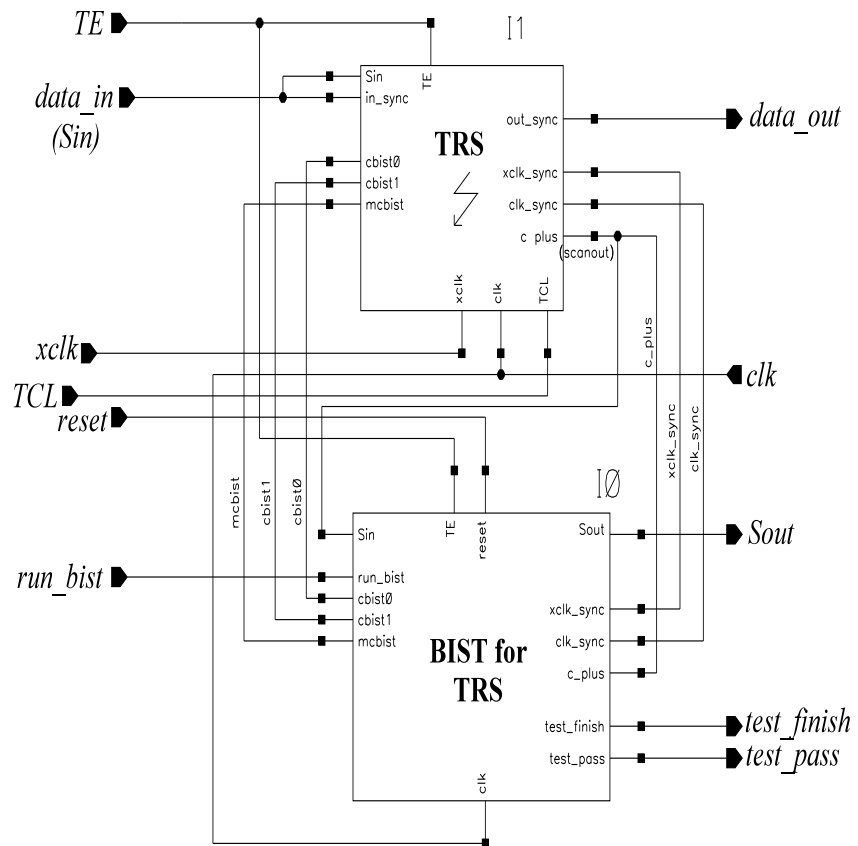 TE
I1
Sin
TE
data_in
in_sync
(Sin)
out_sync
data_out
TRS
cbist0
xclk_sync
cbist1
mcbist
clk_sync
c_plus
(scanout)
xclk
clk
TCL
xclk
c_plus
clk
TCL
reset
xclk_sync
clk_sync
mcbist
cbist1
cbist0
I0
TE
reset
Sin
Sout
Sout
run_bist
run_bist
cbist0
xclk_sync
cbist1
mcbist
clk_sync
BIST for
TRS
c_plus
test_finish
test_finish
test_pass
test_pass
clk